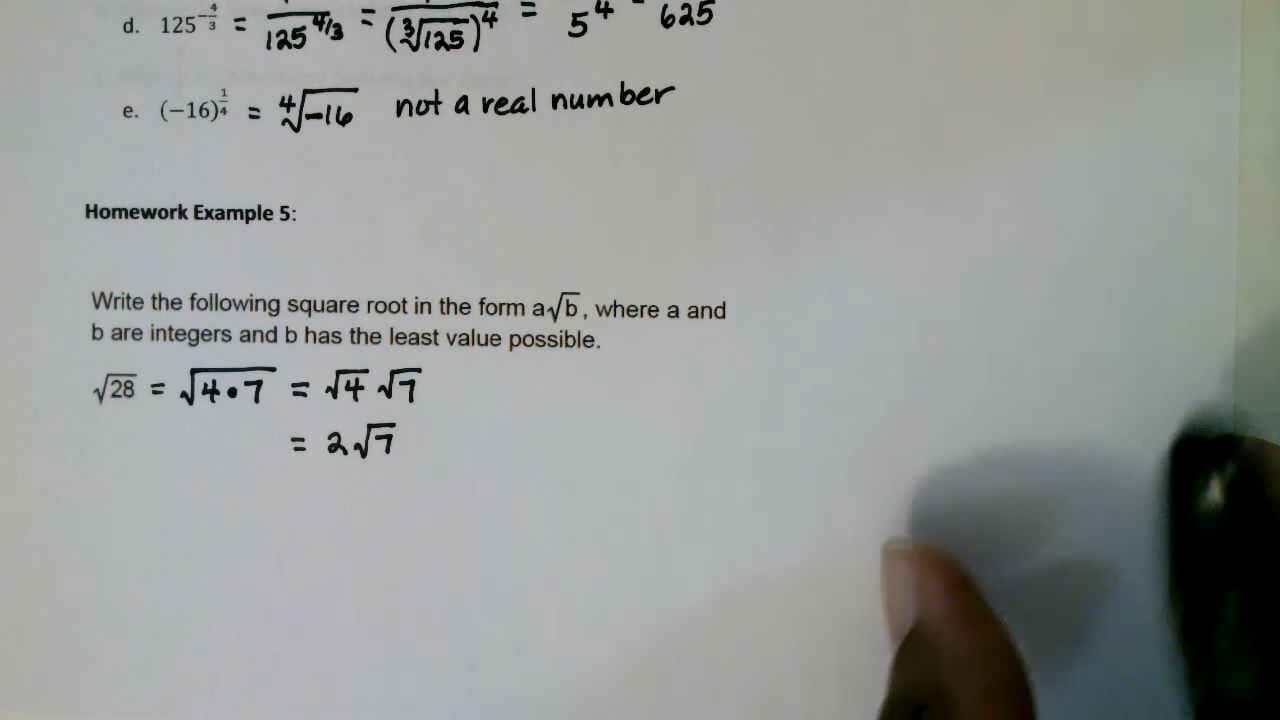 d. 125^(-4/3) = 1/125^(4/3) = 1/(∛125)^4 = 1/5^4 = 1/625
e. (−16)^(1/4) = ∜−16 not a real number
Homework Example 5:
Write the following square root in the form a√b, where a and
b are integers and b has the least value possible.
√28 = √4•7 = √4 √7
= 2√7